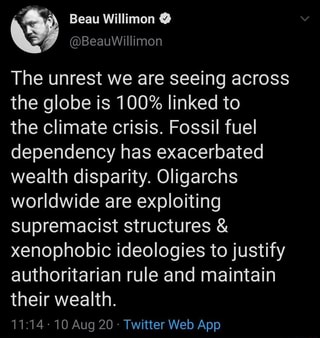 Beau Willimon
@BeauWillimon
The unrest we are seeing across
the globe is 100% linked to
the climate crisis. Fossil fuel
dependency has exacerbated
wealth disparity. Oligarchs
worldwide are exploiting
supremacist structures &
xenophobic ideologies to justify
authoritarian rule and maintain
their wealth.
11:14 · 10 Aug 20 · Twitter Web App